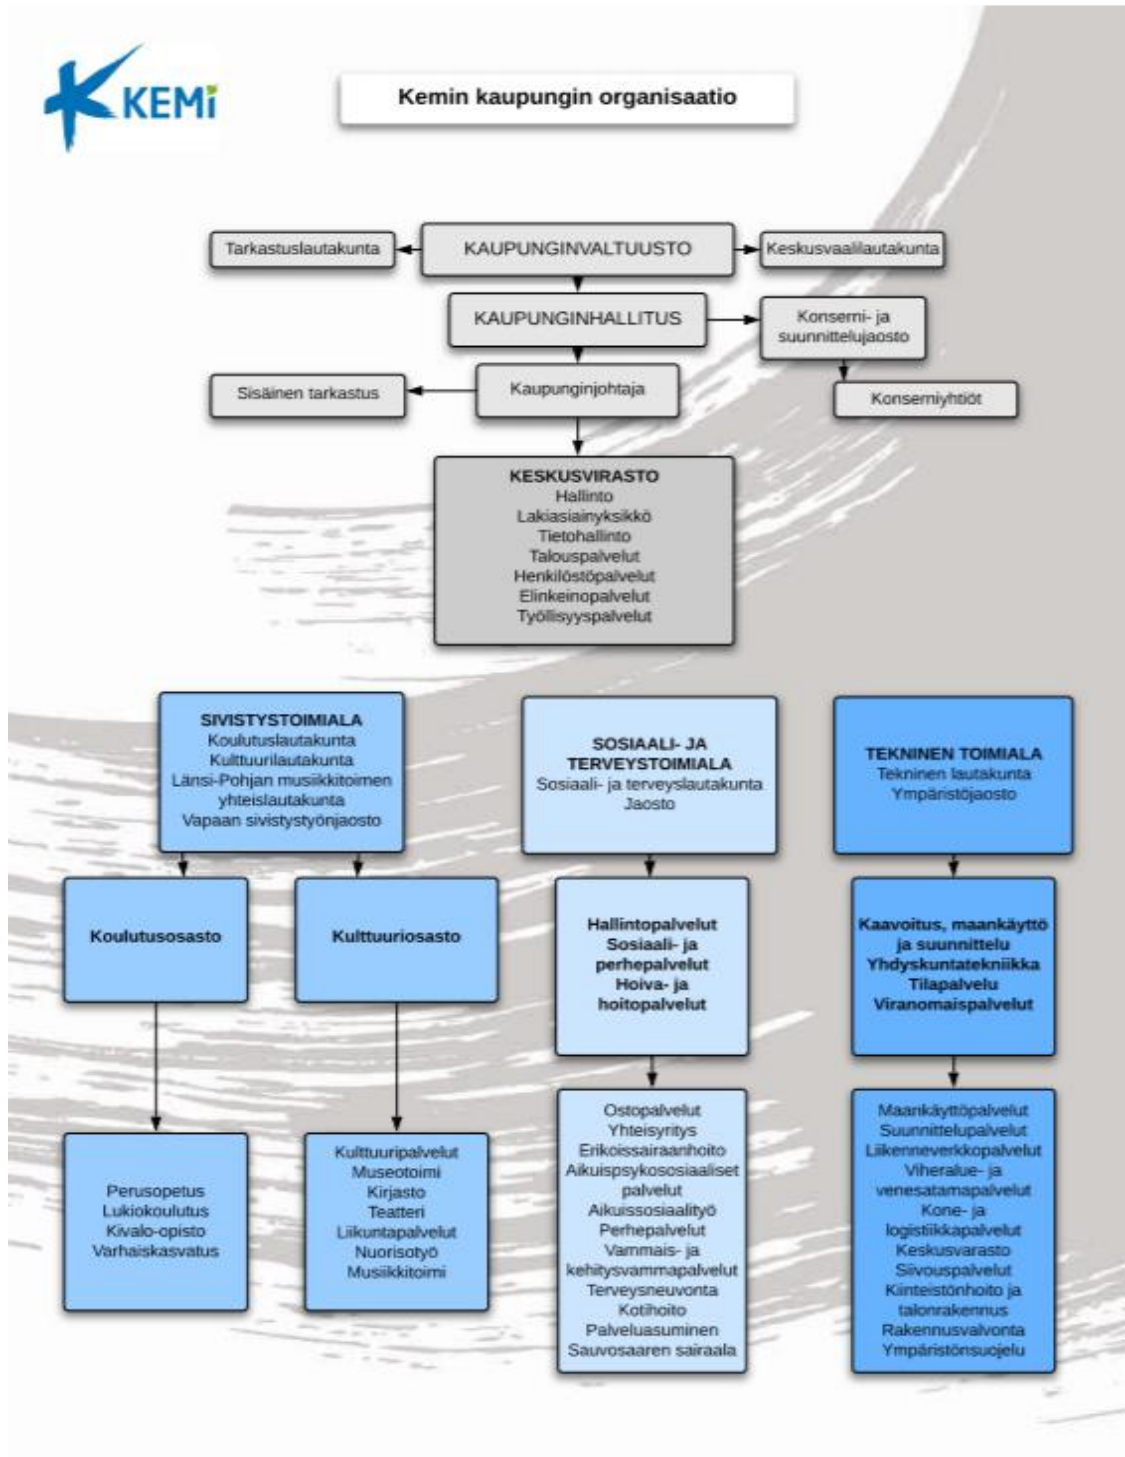 KEMi
Kemin kaupungin organisaatio
Tarkastuslautakunta
KAUPUNGINVALTUUSTO
Keskusvaalilautakunta
KAUPUNGINHALLITUS
Konserni- ja
suunnittelujaosto
Sisäinen tarkastus
Kaupunginjohtaja
Konserniyhtiöt
KESKUSVIRASTO
Hallinto
Lakiasiainyksikkö
Tietohallinto
Talouspalvelut
Henkilöstöpalvelut
Elinkeinopalvelut
Työllisyyspalvelut
SIVISTYSTOIMIALA
Koulutuslautakunta
Kulttuurilautakunta
Länsi-Pohjan musiikkitoimen
yhteislautakunta
Vapaan sivistystyönjaosto
SOSIAALI- JA
TERVEYSTOIMIALA
Sosiaali- ja terveyslautakunta
Jaosto
TEKNINEN TOIMIALA
Tekninen lautakunta
Ympäristöjaosto
Koulutusosasto
Kulttuuriosasto
Hallintopalvelut
Sosiaali- ja
perhepalvelut
Hoiva- ja
hoitopalvelut
Kaavoitus, maankäyttö
ja suunnittelu
Yhdyskuntatekniikka
Tilapalvelu
Viranomaispalvelut
Perusopetus
Lukiokoulutus
Kivalo-opisto
Varhaiskasvatus
Kulttuuripalvelut
Museotoimi
Kirjasto
Teatteri
Liikuntapalvelut
Nuorisotyö
Musiikkitoimi
Ostopalvelut
Yhteisyritys
Erikoissairaanhoito
Aikuispsykososiaaliset
palvelut
Aikuissosiaalityö
Perhepalvelut
Vammais- ja
kehitysvammapalvelut
Terveysneuvonta
Kotihoito
Palveluasuminen
Sauvosaaren sairaala
Maankäyttöpalvelut
Suunnittelupalvelut
Liikenneverkkopalvelut
Viheralue- ja
venesatamapalvelut
Kone- ja
logistiikkapalvelut
Keskusvarasto
Siivouspalvelut
Kiinteistönhoito ja
talonrakennus
Rakennusvalvonta
Ympäristönsuojelu